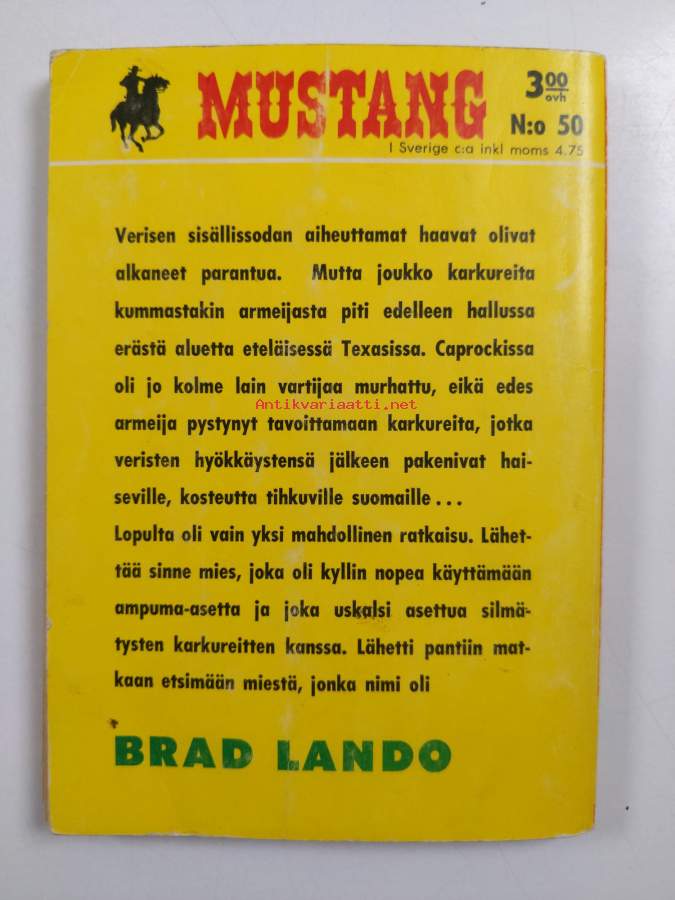 MUSTANG
3 00
ovh
N:o 50
I Sverige c:a inkl moms 4.75
Verisen sisällissodan aiheuttamat haavat olivat
alkaneet parantua. Mutta joukko karkureita
kummastakin armeijasta piti edelleen hallussa
erästä aluetta eteläisessä Texasissa. Caprockissa
oli jo kolme lain vartijaa murhattu, eikä edes
Antikvariaatti.net
armeija pystynyt tavoittamaan karkureita, jotka
veristen hyökkäystensä jälkeen pakenivat hai-
seville, kosteutta tihkuville suomaille...
Lopulta oli vain yksi mahdollinen ratkaisu. Lähet-
tää sinne mies, joka oli kyllin nopea käyttämään
ampuma-asetta ja joka uskalsi asettua silmä-
tysten karkureitten kanssa. Lähetti pantiin mat-
kaan etsimään miestä, jonka nimi oli
BRAD LANDO